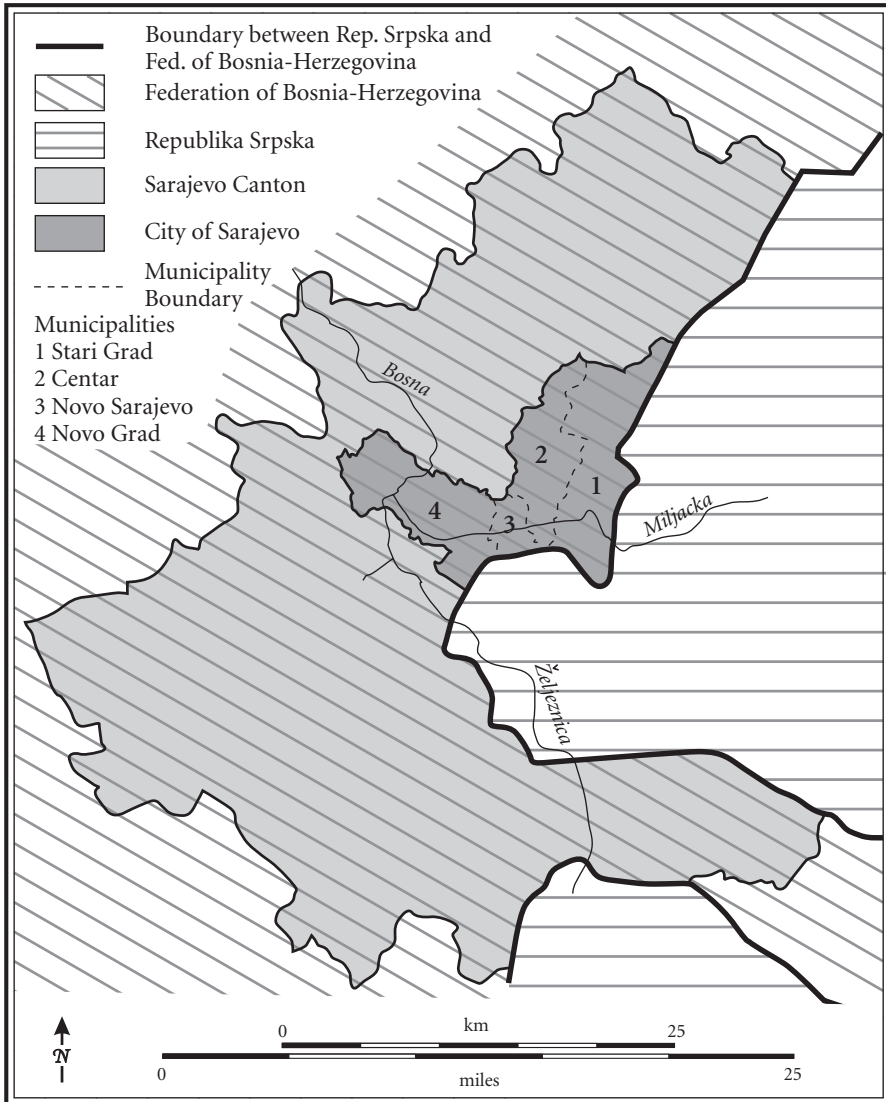 Boundary between Rep. Srpska and
Fed. of Bosnia-Herzegovina
Federation of Bosnia-Herzegovina
Republika Srpska
Sarajevo Canton
City of Sarajevo
Municipality
Boundary
Municipalities
1 Stari Grad
2 Centar
3 Novo Sarajevo
4 Novo Grad
Bosna
2
1
4
3
Miljacka
Željeznica
N
km
0
25
0
25
miles